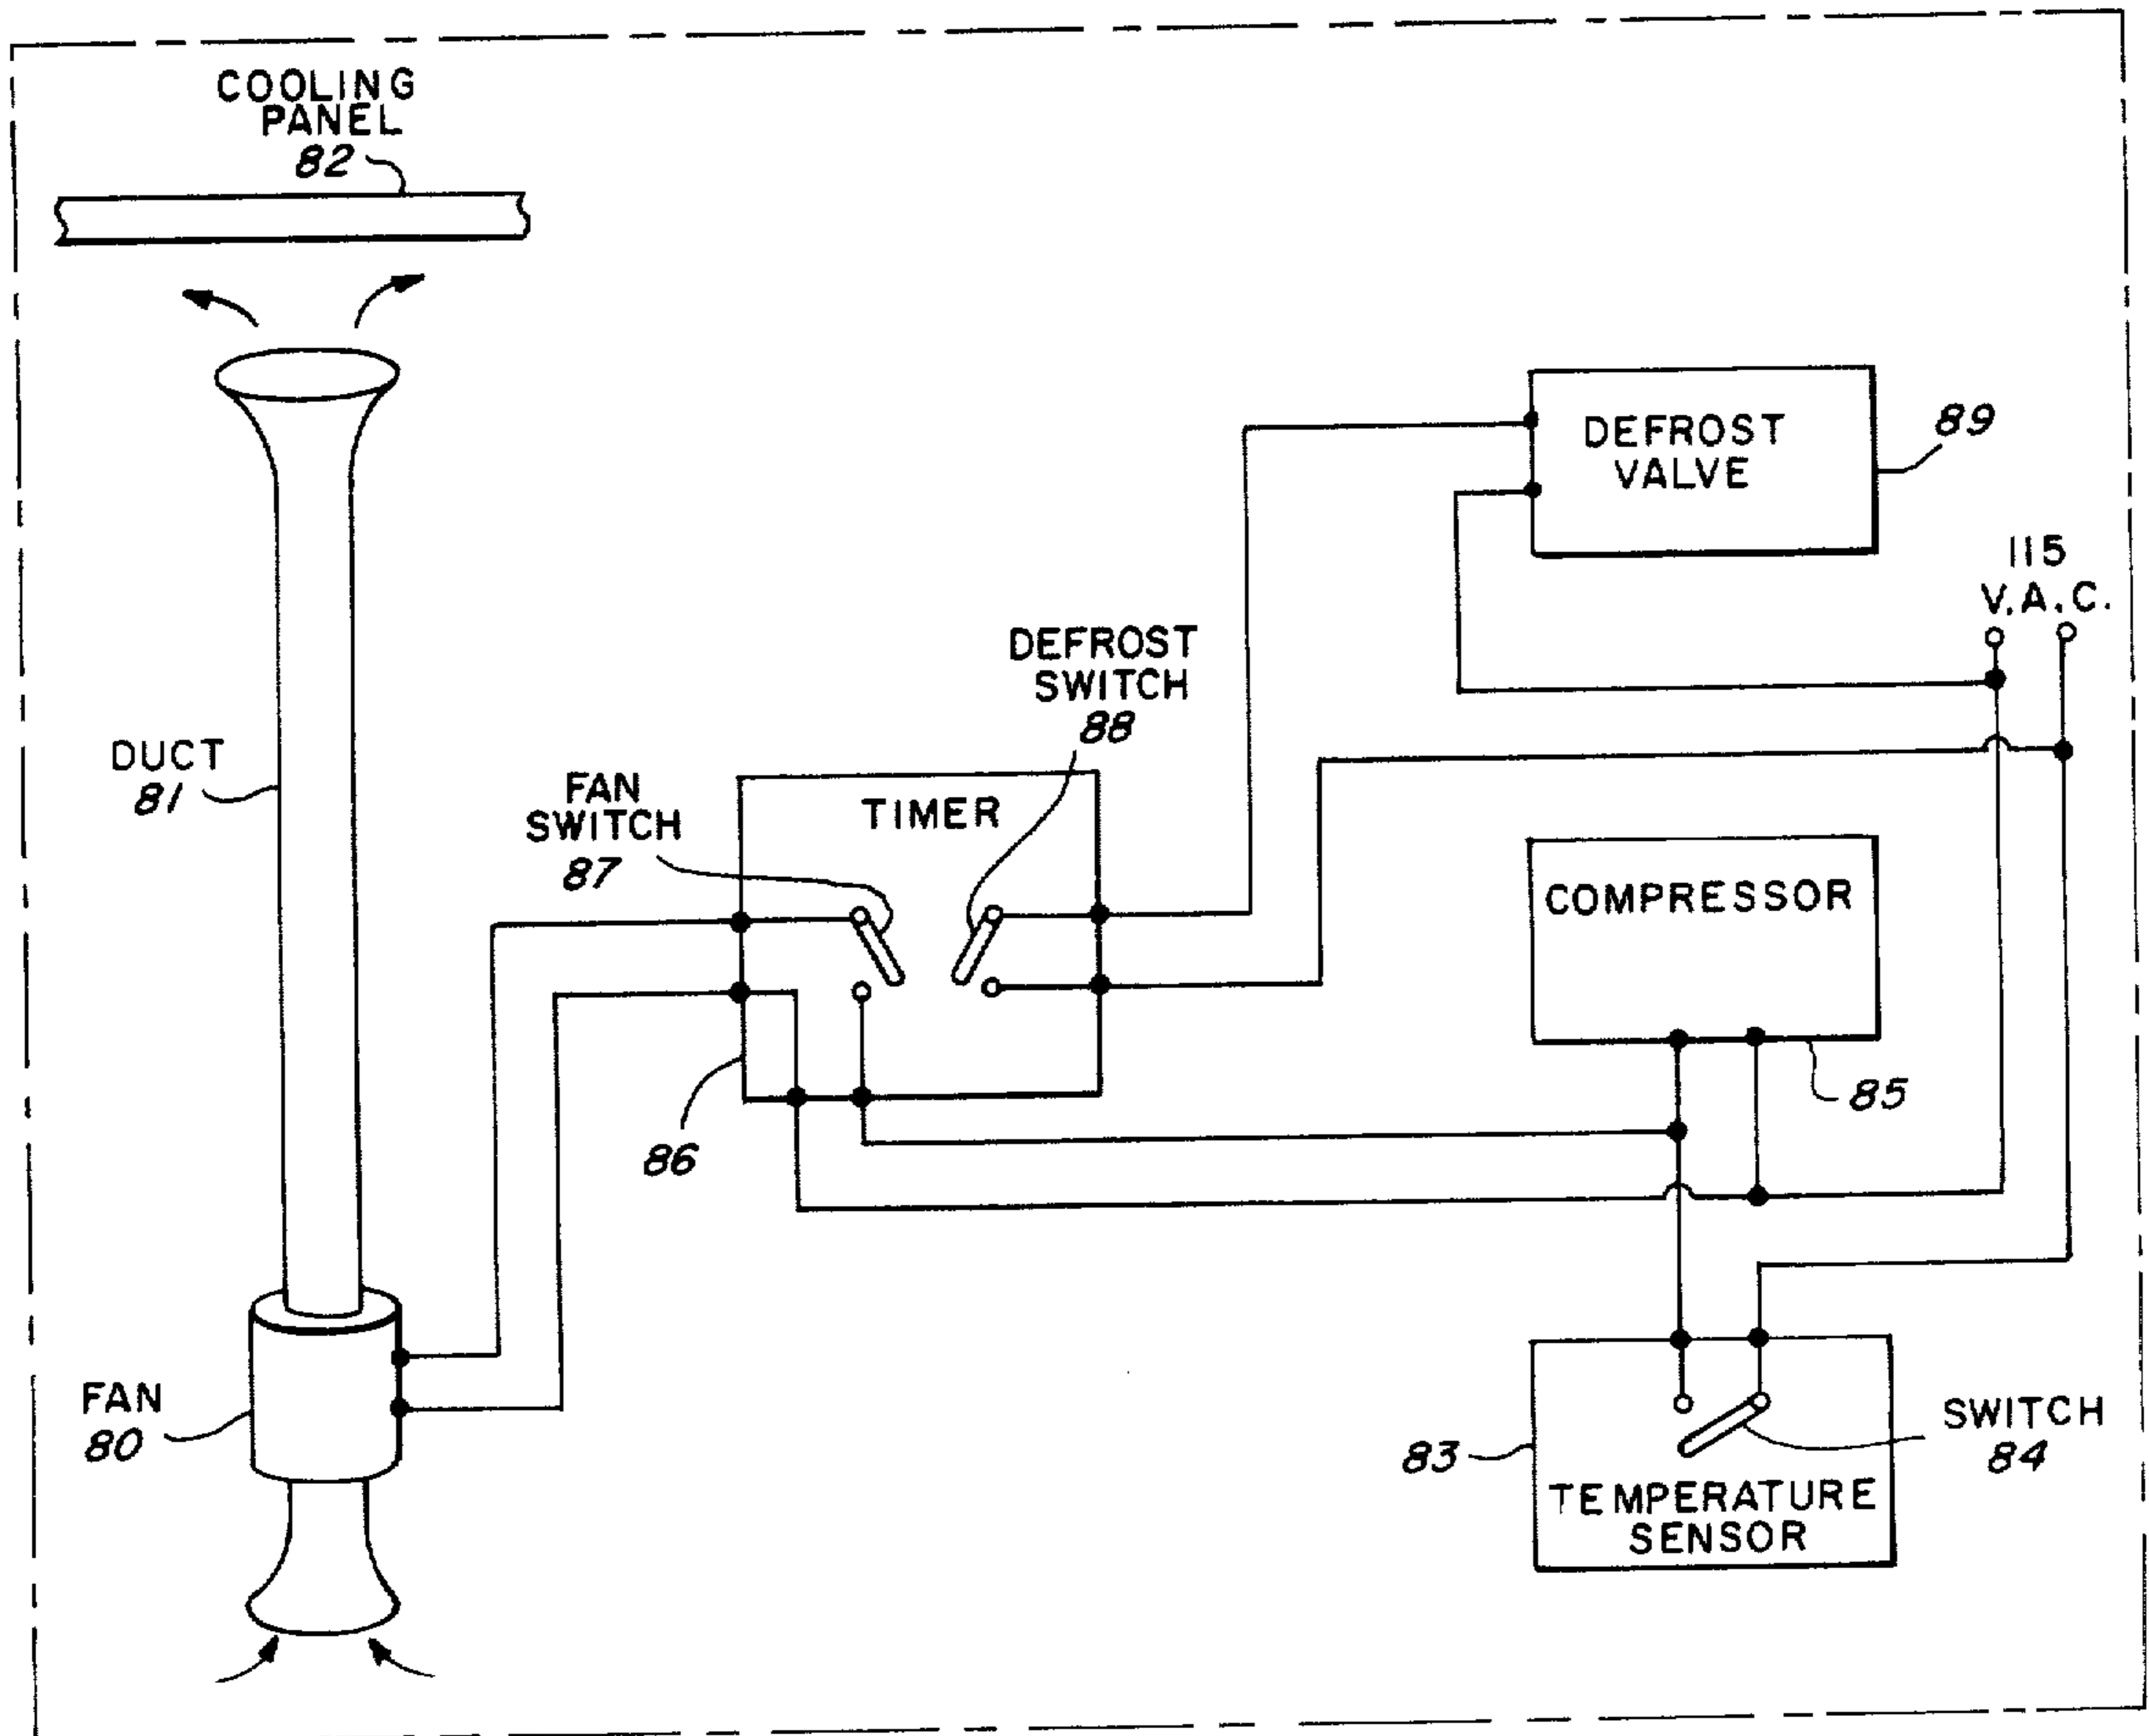 COOLING
PANEL
82
DEFROST
VALVE
89
115
V.A.C.
DEFROST
SWITCH
88
DUCT
81
FAN
SWITCH
87
TIMER
COMPRESSOR
85
86
FAN
80
83
SWITCH
84
TEMPERATURE
SENSOR